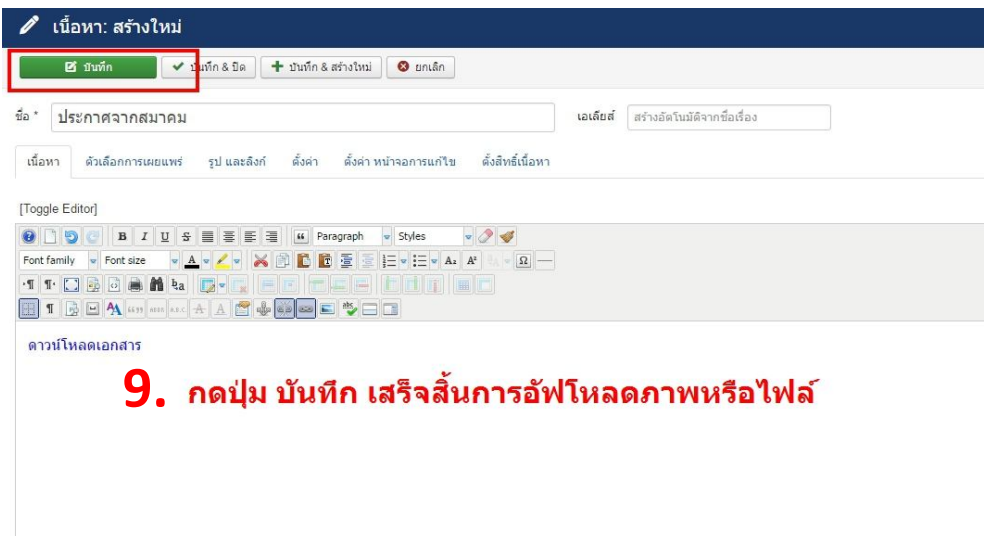 เนื้อหา: สร้างใหม่
บันทึก บันทึก & ปิด บันทึก & สร้างใหม่ ยกเลิก
ชื่อ * ประกาศจากสมาคม เอเลียส์ สร้างอัตโนมัติจากชื่อเรื่อง
เนื้อหา ตัวเลือกการเผยแพร่ รูป และลิงก์ ตั้งค่า ตั้งค่า หน้าจอการแก้ไข ตั้งสิทธิ์เนื้อหา
[Toggle Editor]
B I U S Paragraph Styles
Font family Font size
ดาวน์โหลดเอกสาร
9. กดปุ่ม บันทึก เสร็จสิ้นการอัฟโหลดภาพหรือไฟล์